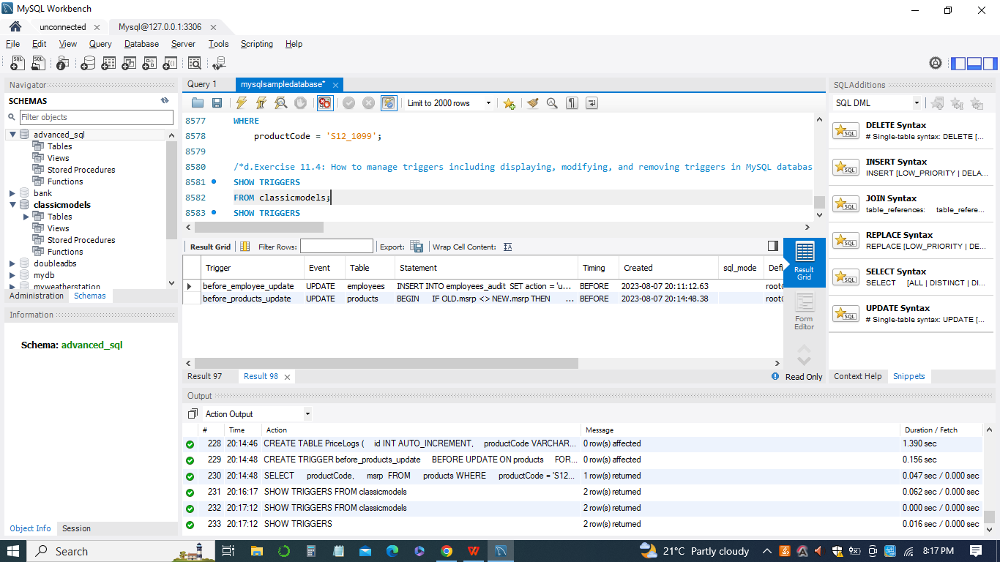 MySQL Workbench
unconnected
Mysql@127.0.0.1:3306
File Edit View Query Database Server Tools Scripting Help
Navigator
SCHEMAS
Filter objects
advanced_sql
Tables
Views
Stored Procedures
Functions
bank
classicmodels
Tables
Views
Stored Procedures
Functions
doubleadbs
mydb
myweatherstation
Administration Schemas
Information
Schema: advanced_sql
Object Info Session
Query 1 mysqlsampledatabase*
Limit to 2000 rows
8577 WHERE
8578 productCode = 'S12_1099';
8579
8580 /*d.Exercise 11.4: How to manage triggers including displaying, modifying, and removing triggers in MySQL databas
8581 SHOW TRIGGERS
8582 FROM classicmodels;
8583 SHOW TRIGGERS
Result Grid Filter Rows: Export: Wrap Cell Content:
Trigger Event Table Statement Timing Created sql_mode Defi
before_employee_update UPDATE employees INSERT INTO employees_audit SET action = 'u... BEFORE 2023-08-07 20:11:12.63 root@
before_products_update UPDATE products BEGIN IF OLD.msrp <> NEW.msrp THEN ... BEFORE 2023-08-07 20:14:48.38 root@
Result Grid
Form Editor
Result 97 Result 98
Read Only
Output
Action Output
# Time Action Message Duration / Fetch
228 20:14:46 CREATE TABLE PriceLogs ( id INT AUTO_INCREMENT, productCode VARCHAR... 0 row(s) affected 1.390 sec
229 20:14:48 CREATE TRIGGER before_products_update BEFORE UPDATE ON products FOR... 0 row(s) affected 0.156 sec
230 20:14:48 SELECT productCode, msrp FROM products WHERE productCode = 'S12... 1 row(s) returned 0.047 sec / 0.000 sec
231 20:16:17 SHOW TRIGGERS FROM classicmodels 2 row(s) returned 0.062 sec / 0.000 sec
232 20:17:12 SHOW TRIGGERS FROM classicmodels 2 row(s) returned 0.000 sec / 0.000 sec
233 20:17:12 SHOW TRIGGERS 2 row(s) returned 0.016 sec / 0.000 sec
SQLAdditions
SQL DML
DELETE Syntax
# Single-table syntax: DELETE [...
INSERT Syntax
INSERT [LOW_PRIORITY | DELA...
JOIN Syntax
table_references: table_refere...
REPLACE Syntax
REPLACE [LOW_PRIORITY | DE...
SELECT Syntax
SELECT [ALL | DISTINCT | DI...
UPDATE Syntax
# Single-table syntax: UPDATE [...
Context Help Snippets
Search
21°C Partly cloudy
8:17 PM